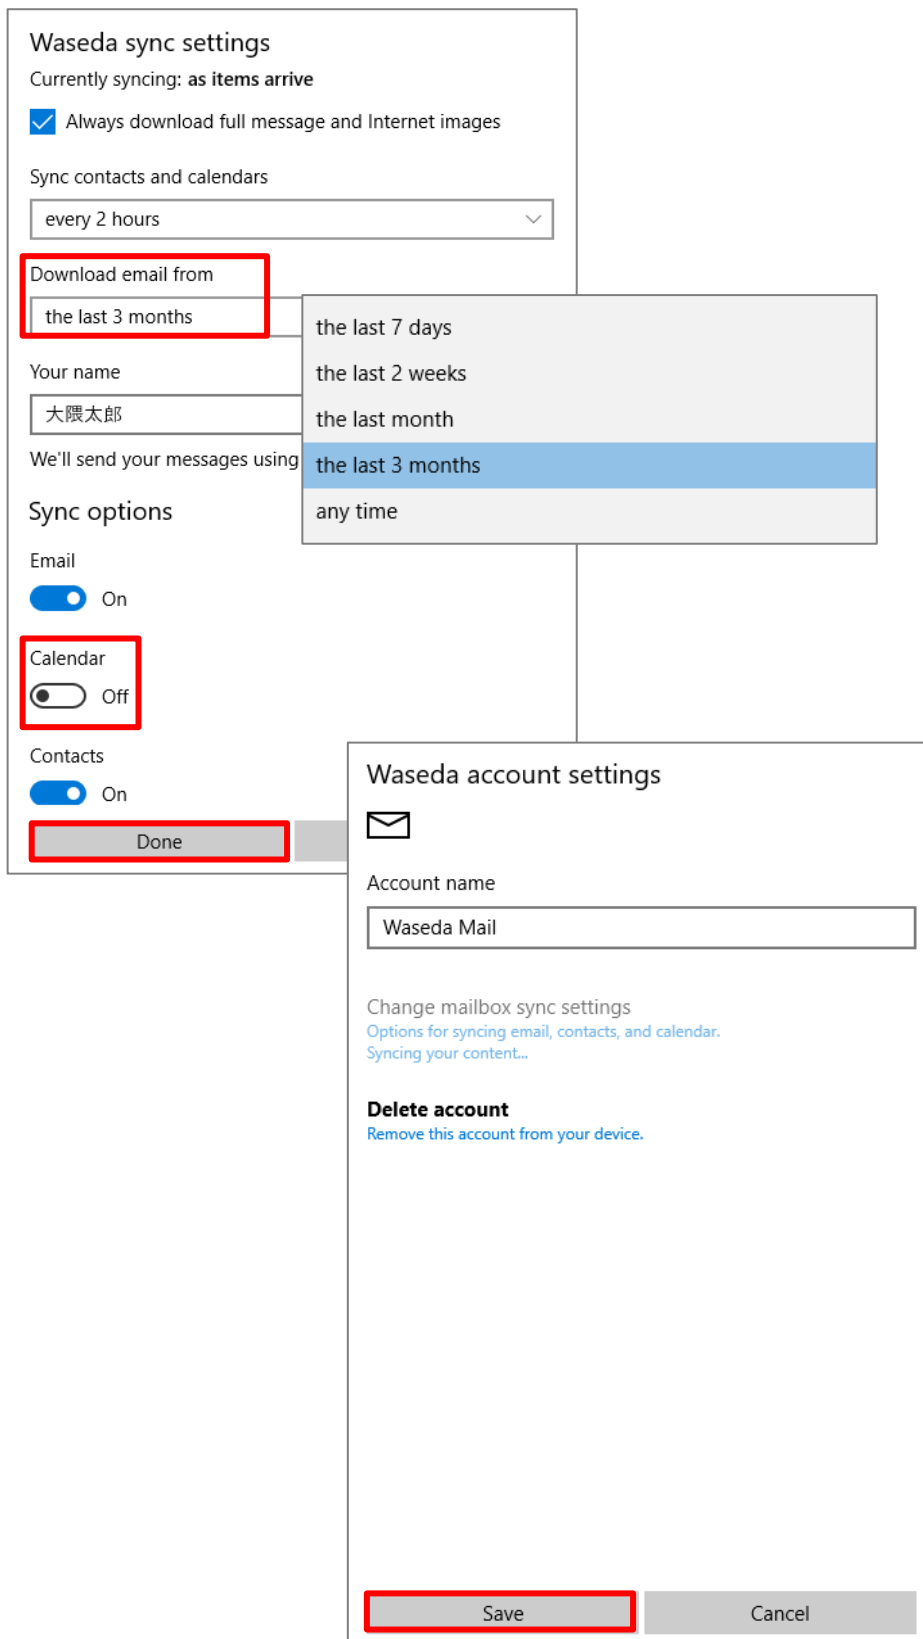 Waseda sync settings
Currently syncing: as items arrive
Always download full message and Internet images
Sync contacts and calendars
every 2 hours
Download email from
the last 3 months
the last 7 days
the last 2 weeks
the last month
the last 3 months
any time
Your name
大隈太郎
We'll send your messages using
Sync options
Email
On
Calendar
Off
Contacts
On
Done
Waseda account settings
Account name
Waseda Mail
Change mailbox sync settings
Options for syncing email, contacts, and calendar.
Syncing your content...
Delete account
Remove this account from your device.
Save
Cancel